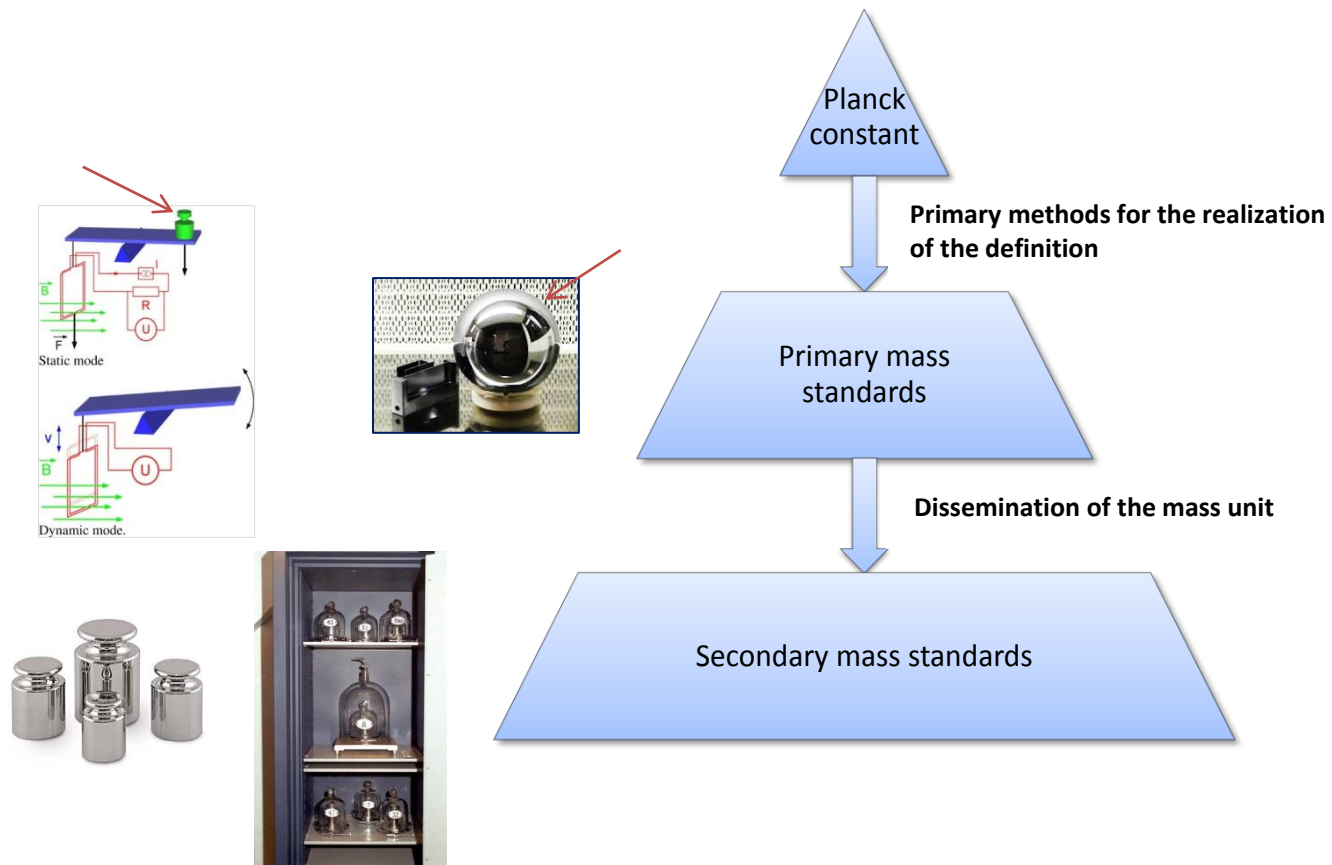 Planck
constant
Primary methods for the realization
of the definition
I
B
R
U
F
Static mode
Primary mass
standards
V
B
U
Dynamic mode.
Dissemination of the mass unit
Secondary mass standards